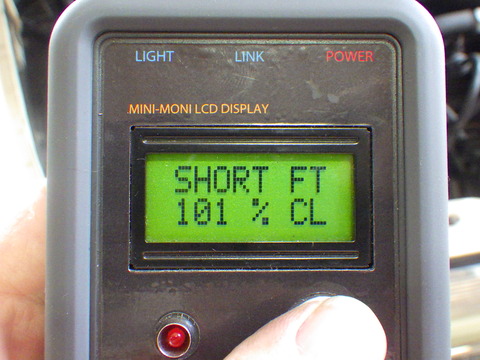 LIGHT LINK POWER
MINI-MONI LCD DISPLAY
SHORT FT
101 % CL